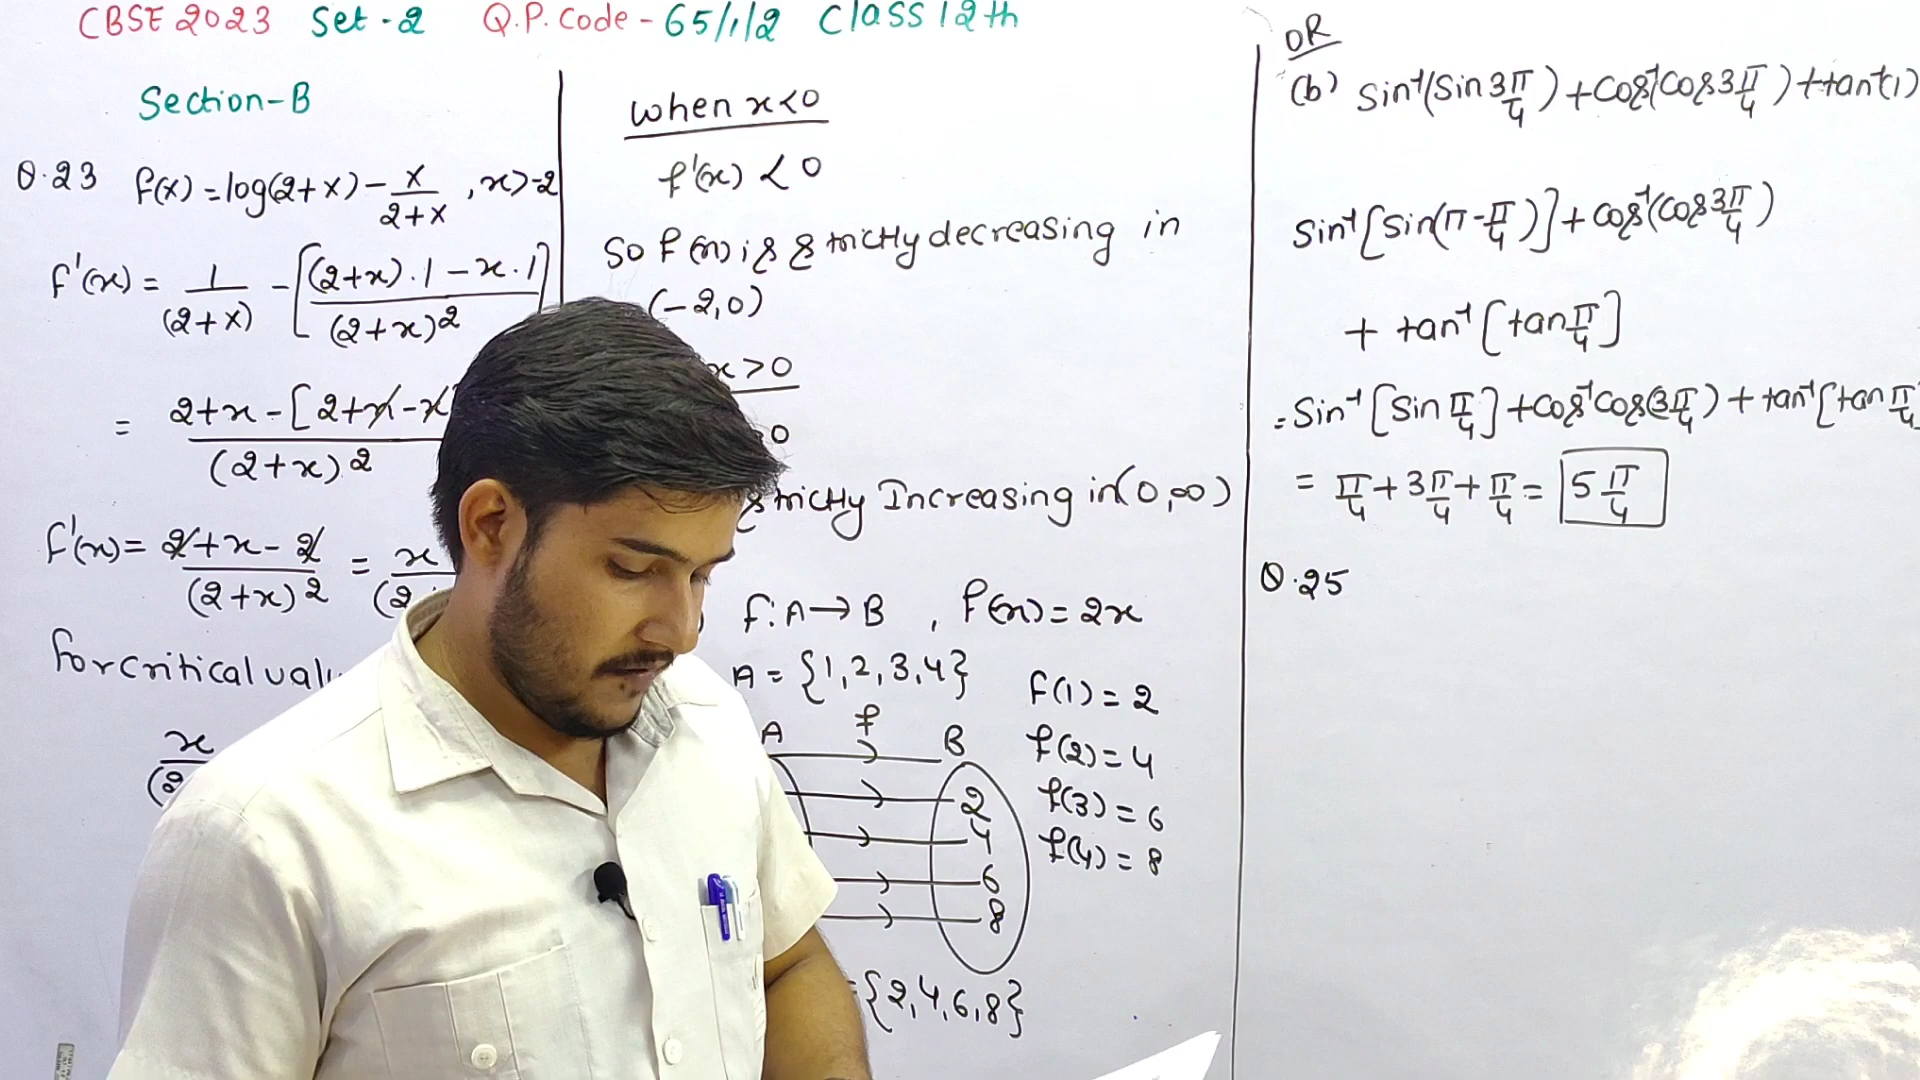 CBSE 2023 Set-2 Q.P. Code - 65/1/2 Class 12th
Section-B
Q.23 f(x) = log(2+x) - x/(2+x), x>-2
f'(x) = 1/(2+x) - [((2+x).1 - x.1)/(2+x)²]
= (2+x - [2+x-x])/(2+x)²
f'(x) = (2+x-2)/(2+x)² = x/(2
For critical valu
x/(2
when x<0
f'(x) < 0
So f(x) is strictly decreasing in
(-2,0)
x>0
>0
strictly Increasing in (0,∞)
f:A→B , f(x) = 2x
A = {1,2,3,4}
f(1) = 2
A f B
f(2) = 4
2
f(3) = 6
4
f(4) = 8
6
8
={2,4,6,8}
OR
(b) Sin⁻¹(Sin 3π/4) + Cos⁻¹(Cos 3π/4) + tan⁻¹(1)
Sin⁻¹[Sin(π-π/4)] + Cos⁻¹(Cos 3π/4)
+ tan⁻¹[tan π/4]
= Sin⁻¹[Sin π/4] + Cos⁻¹Cos(3π/4) + tan⁻¹[tan π/4]
= π/4 + 3π/4 + π/4 = 5π/4
Q.25